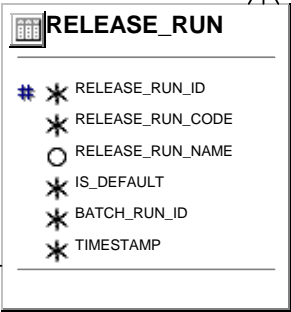 RELEASE_RUN
# * RELEASE_RUN_ID
* RELEASE_RUN_CODE
O RELEASE_RUN_NAME
* IS_DEFAULT
* BATCH_RUN_ID
* TIMESTAMP